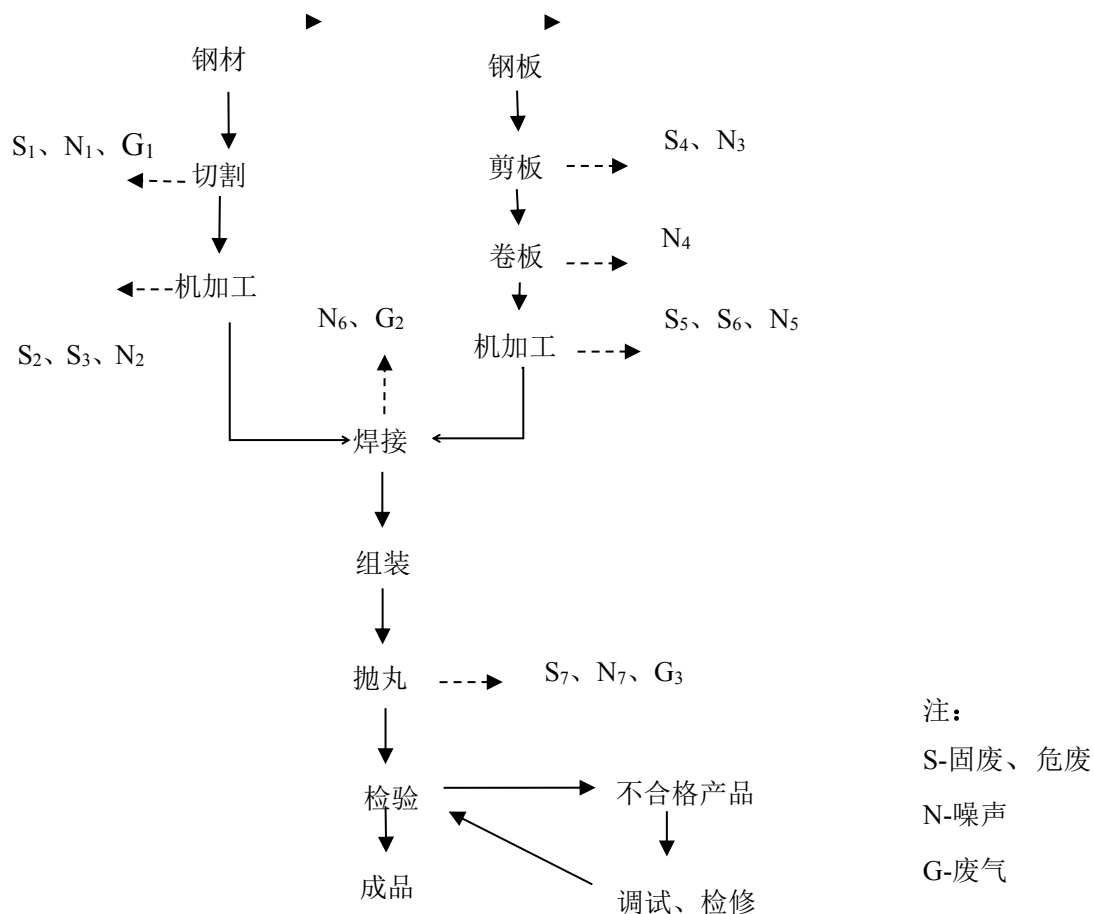 钢材
钢板
S₁、N₁、G₁
S₄、N₃
切割
剪板
N₄
卷板
机加工
N₆、G₂
S₅、S₆、N₅
S₂、S₃、N₂
机加工
焊接
组装
抛丸
S₇、N₇、G₃
注：
S-固废、危废
检验
不合格产品
N-噪声
成品
调试、检修
G-废气